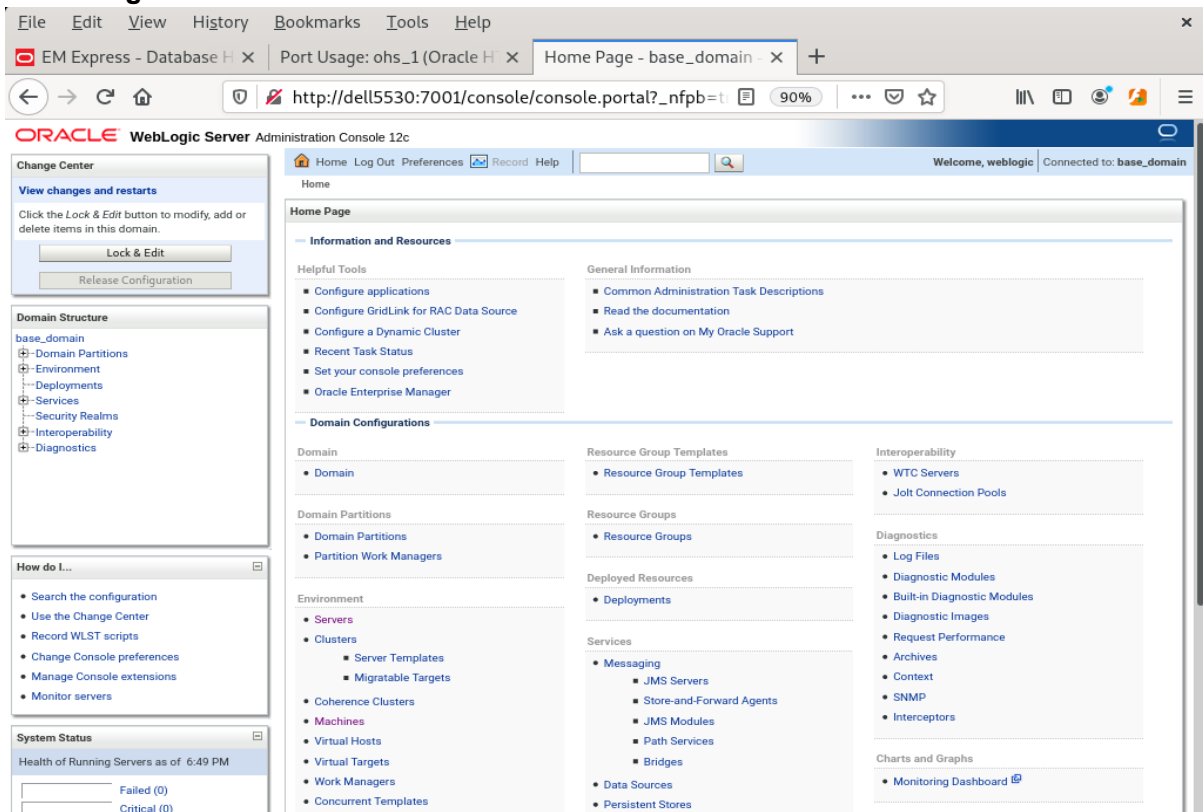 File Edit View History Bookmarks Tools Help
EM Express - Database H
Port Usage: ohs_1 (Oracle HT
Home Page - base_domain -
http://dell5530:7001/console/console.portal?_nfpb=t
90%
ORACLE WebLogic Server Administration Console 12c
Change Center
View changes and restarts
Click the Lock & Edit button to modify, add or
delete items in this domain.
Lock & Edit
Release Configuration
Domain Structure
base_domain
Domain Partitions
Environment
Deployments
Services
Security Realms
Interoperability
Diagnostics
How do I...
Search the configuration
Use the Change Center
Record WLST scripts
Change Console preferences
Manage Console extensions
Monitor servers
System Status
Health of Running Servers as of 6:49 PM
Failed (0)
Critical (0)
Home Log Out Preferences Record Help
Welcome, weblogic Connected to: base_domain
Home
Home Page
Information and Resources
Helpful Tools
Configure applications
Configure GridLink for RAC Data Source
Configure a Dynamic Cluster
Recent Task Status
Set your console preferences
Oracle Enterprise Manager
General Information
Common Administration Task Descriptions
Read the documentation
Ask a question on My Oracle Support
Domain Configurations
Domain
Domain
Domain Partitions
Domain Partitions
Partition Work Managers
Environment
Servers
Clusters
Server Templates
Migratable Targets
Coherence Clusters
Machines
Virtual Hosts
Virtual Targets
Work Managers
Concurrent Templates
Resource Group Templates
Resource Group Templates
Resource Groups
Resource Groups
Deployed Resources
Deployments
Services
Messaging
JMS Servers
Store-and-Forward Agents
JMS Modules
Path Services
Bridges
Data Sources
Persistent Stores
Interoperability
WTC Servers
Jolt Connection Pools
Diagnostics
Log Files
Diagnostic Modules
Built-in Diagnostic Modules
Diagnostic Images
Request Performance
Archives
Context
SNMP
Interceptors
Charts and Graphs
Monitoring Dashboard